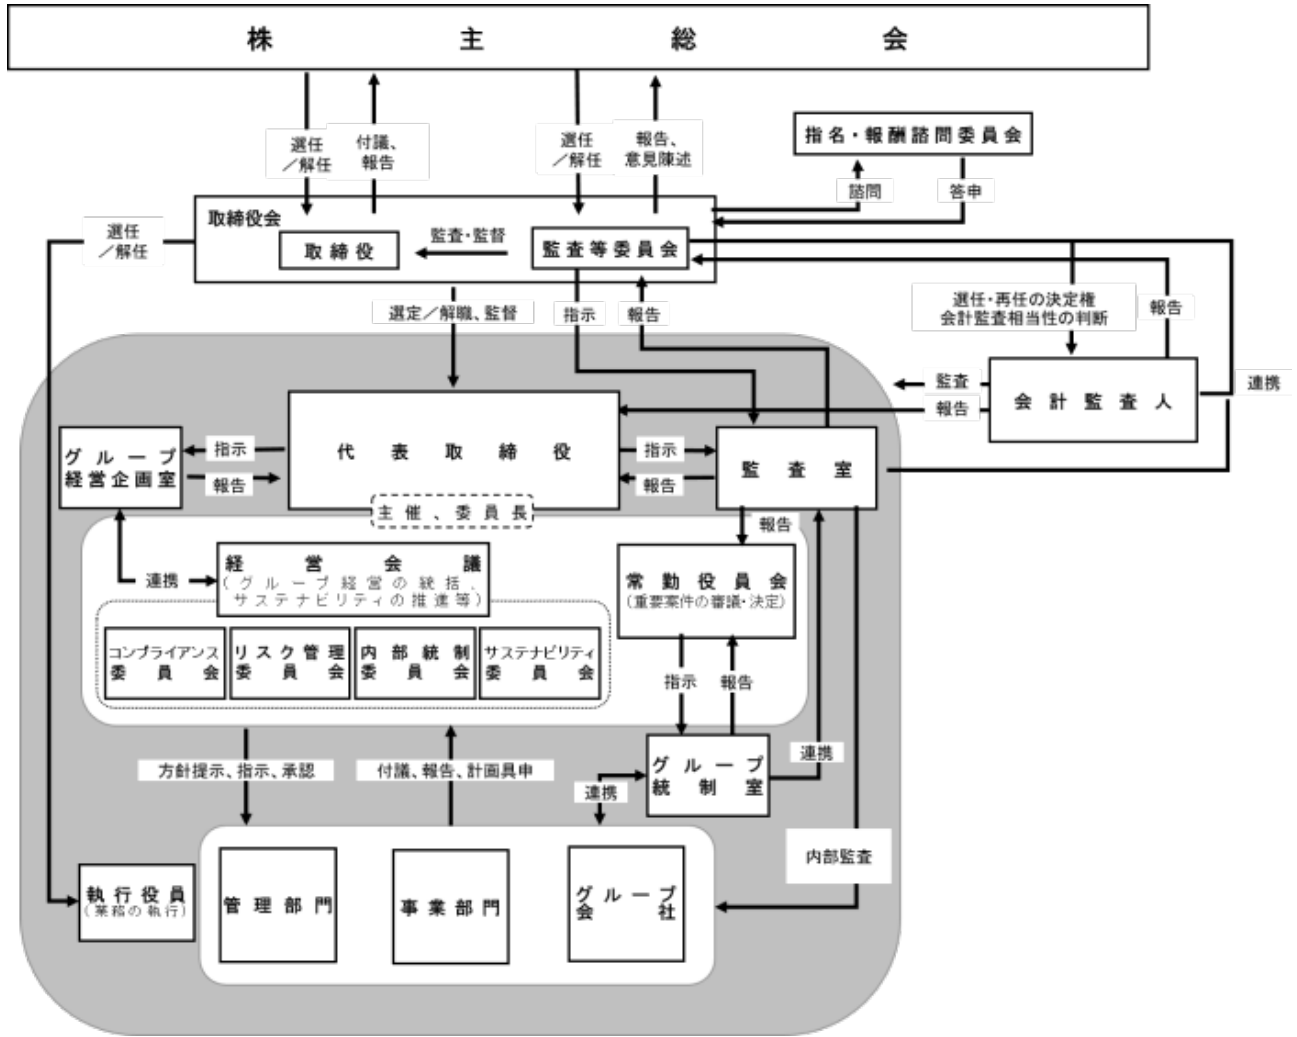 株主総会
選任
／解任
付議、
報告
選任
／解任
報告、
意見陳述
指名・報酬諮問委員会
諮問
答申
選任
／解任
取締役会
取締役
監査・監督
監査等委員会
選定／解職、監督
指示
報告
選任・再任の決定権
会計監査相当性の判断
報告
連携
監査
報告
会計監査人
グループ
経営企画室
指示
報告
代表取締役
主催、委員長
指示
報告
監査室
報告
連携
経営会議
（グループ経営の統括、
サステナビリティの推進等）
常勤役員会
（重要案件の審議・決定）
コンプライアンス
委員会
リスク管理
委員会
内部統制
委員会
サステナビリティ
委員会
指示
報告
方針提示、指示、承認
付議、報告、計画具申
連携
グループ
統制室
連携
内部監査
執行役員
（業務の執行）
管理部門
事業部門
グループ
会社